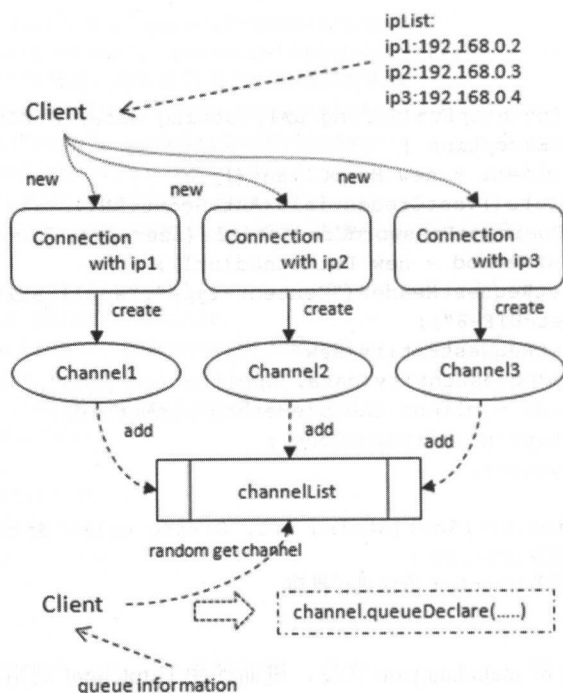 ipList:
ip1:192.168.0.2
ip2:192.168.0.3
ip3:192.168.0.4
Client
new
new
new
Connection
with ip1
Connection
with ip2
Connection
with ip3
create
create
create
Channel1
Channel2
Channel3
add
add
add
channelList
random get channel
Client
channel.queueDeclare(.....)
queue information